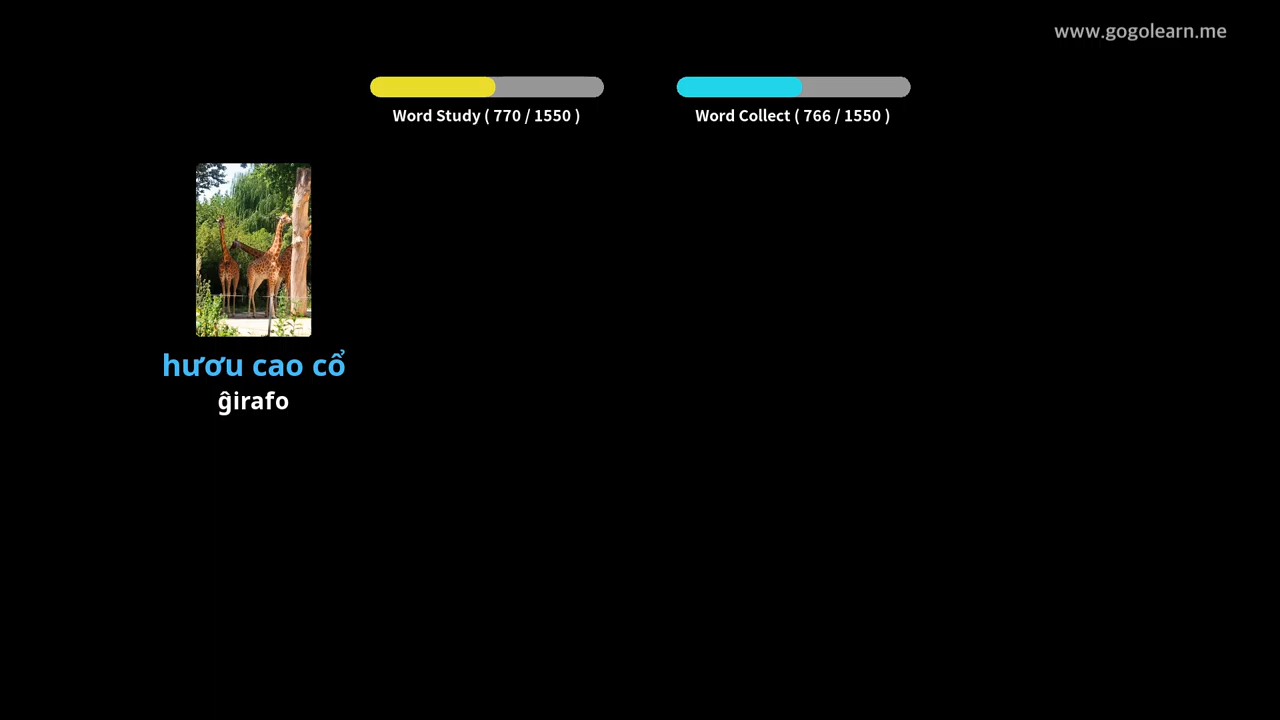 www.gogolearn.me
Word Study ( 770 / 1550 )
Word Collect ( 766 / 1550 )
hươu cao cổ
ĝirafo